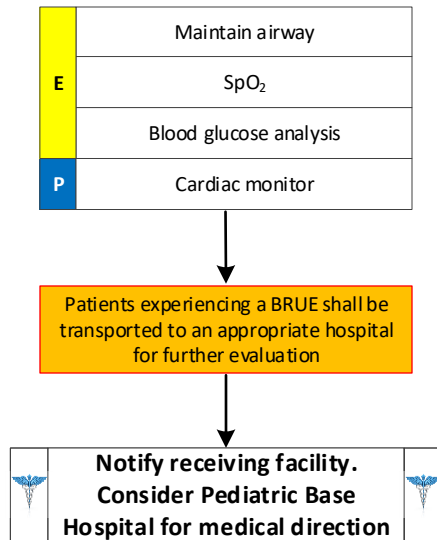 Maintain airway
E
SpO₂
Blood glucose analysis
P
Cardiac monitor
Patients experiencing a BRUE shall be
transported to an appropriate hospital
for further evaluation
Notify receiving facility.
Consider Pediatric Base
Hospital for medical direction